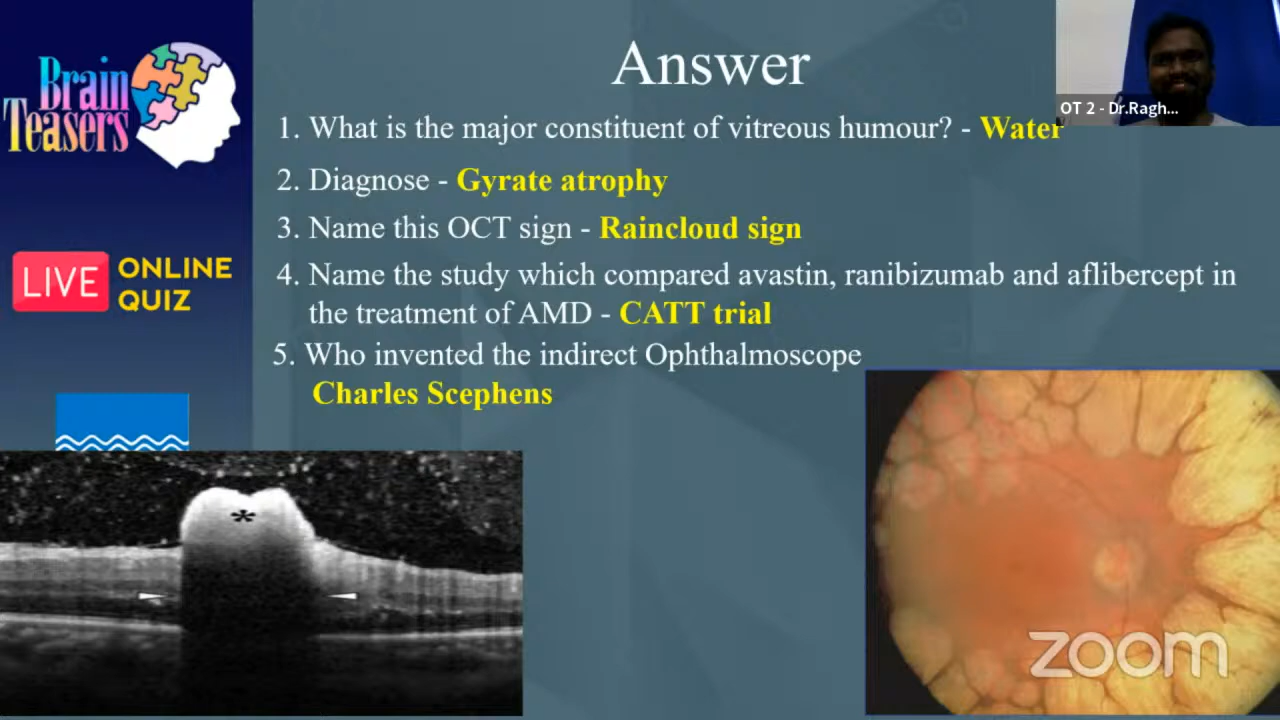 Answer
Brain
Teasers
OT 2 - Dr.Ragh...
1. What is the major constituent of vitreous humour? - Water
2. Diagnose - Gyrate atrophy
3. Name this OCT sign - Raincloud sign
LIVE ONLINE
QUIZ
4. Name the study which compared avastin, ranibizumab and aflibercept in
the treatment of AMD - CATT trial
5. Who invented the indirect Ophthalmoscope
Charles Scephens
*
zoom